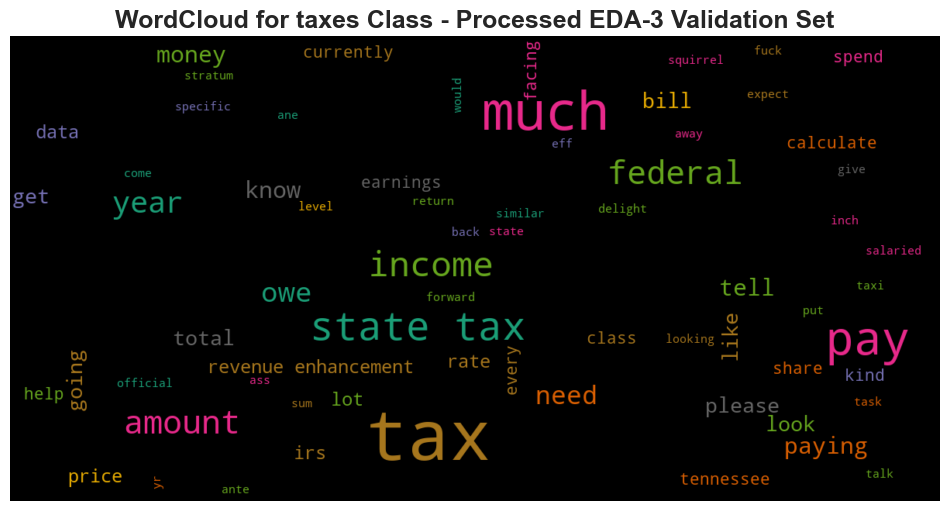 WordCloud for taxes Class - Processed EDA-3 Validation Set
money
currently
facing
squirrel
fuck
spend
stratum
would
specific
ane
much
bill
expect
data
away
calculate
eff
come
know
earnings
federal
give
get
year
level
return
similar
delight
back
state
inch
income
salaried
owe
forward
tell
taxi
state tax
put
total
like
pay
class
looking
going
revenue enhancement
rate
every
share
kind
help
official
ass
sum
lot
need
please
task
amount
tax
look
irs
paying
price
yr
tennessee
talk
ante